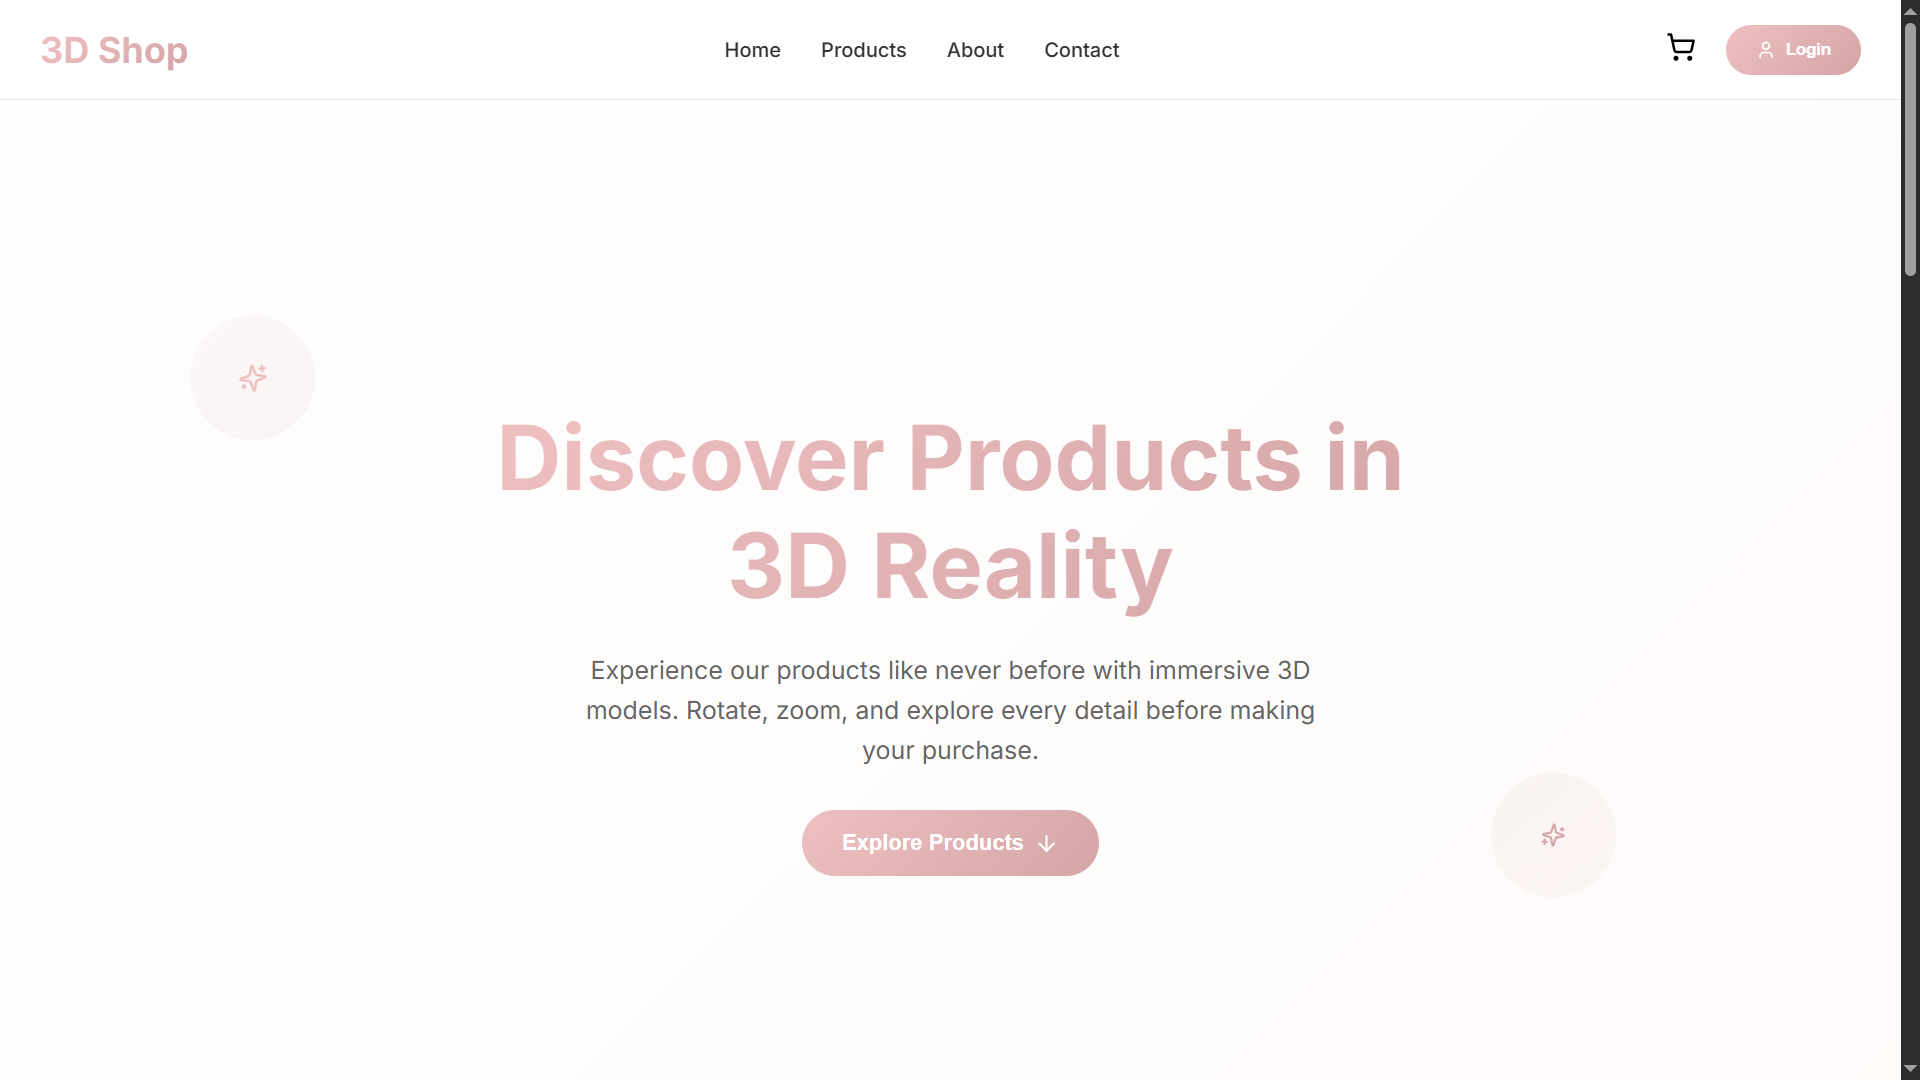 3D Shop
Home
Products
About
Contact
Login
Discover Products in
3D Reality
Experience our products like never before with immersive 3D
models. Rotate, zoom, and explore every detail before making
your purchase.
Explore Products